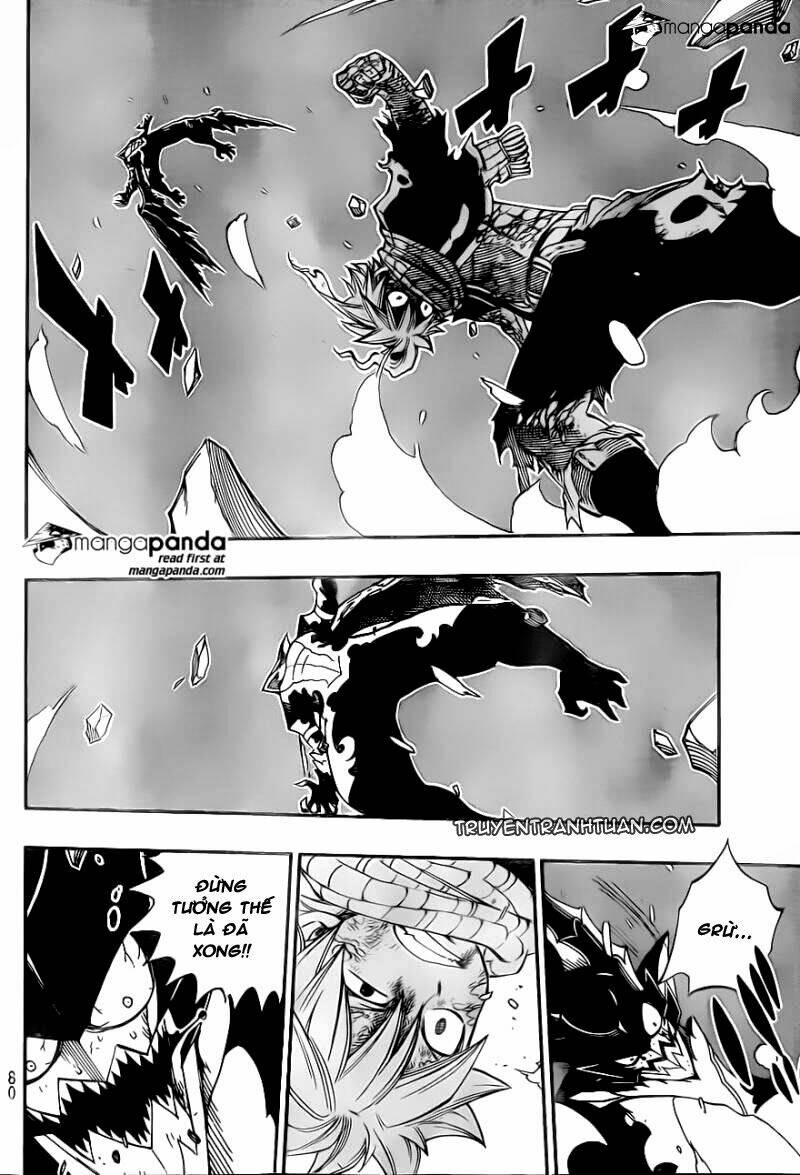 mangapanda
mangapanda
read first at
mangapanda.com
TRUYENTRANHTUAN.COM
GRỪ...
ĐỪNG
TƯỞNG THẾ
LÀ ĐÃ
XONG!!
80